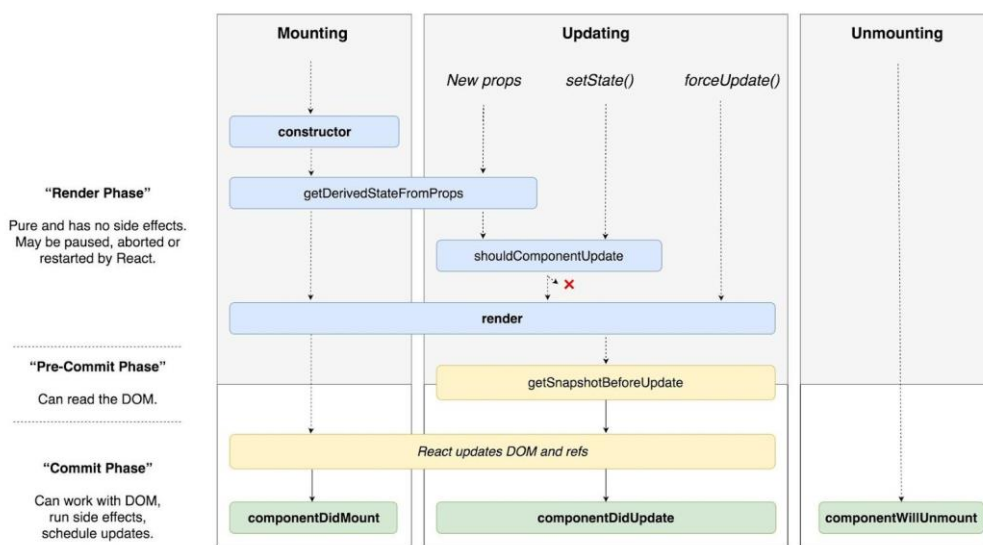 Mounting
Updating
Unmounting
New props
setState()
forceUpdate()
constructor
“Render Phase”
getDerivedStateFromProps
Pure and has no side effects.
May be paused, aborted or
restarted by React.
shouldComponentUpdate
render
“Pre-Commit Phase”
getSnapshotBeforeUpdate
Can read the DOM.
React updates DOM and refs
“Commit Phase”
Can work with DOM,
run side effects,
schedule updates.
componentDidMount
componentDidUpdate
componentWillUnmount